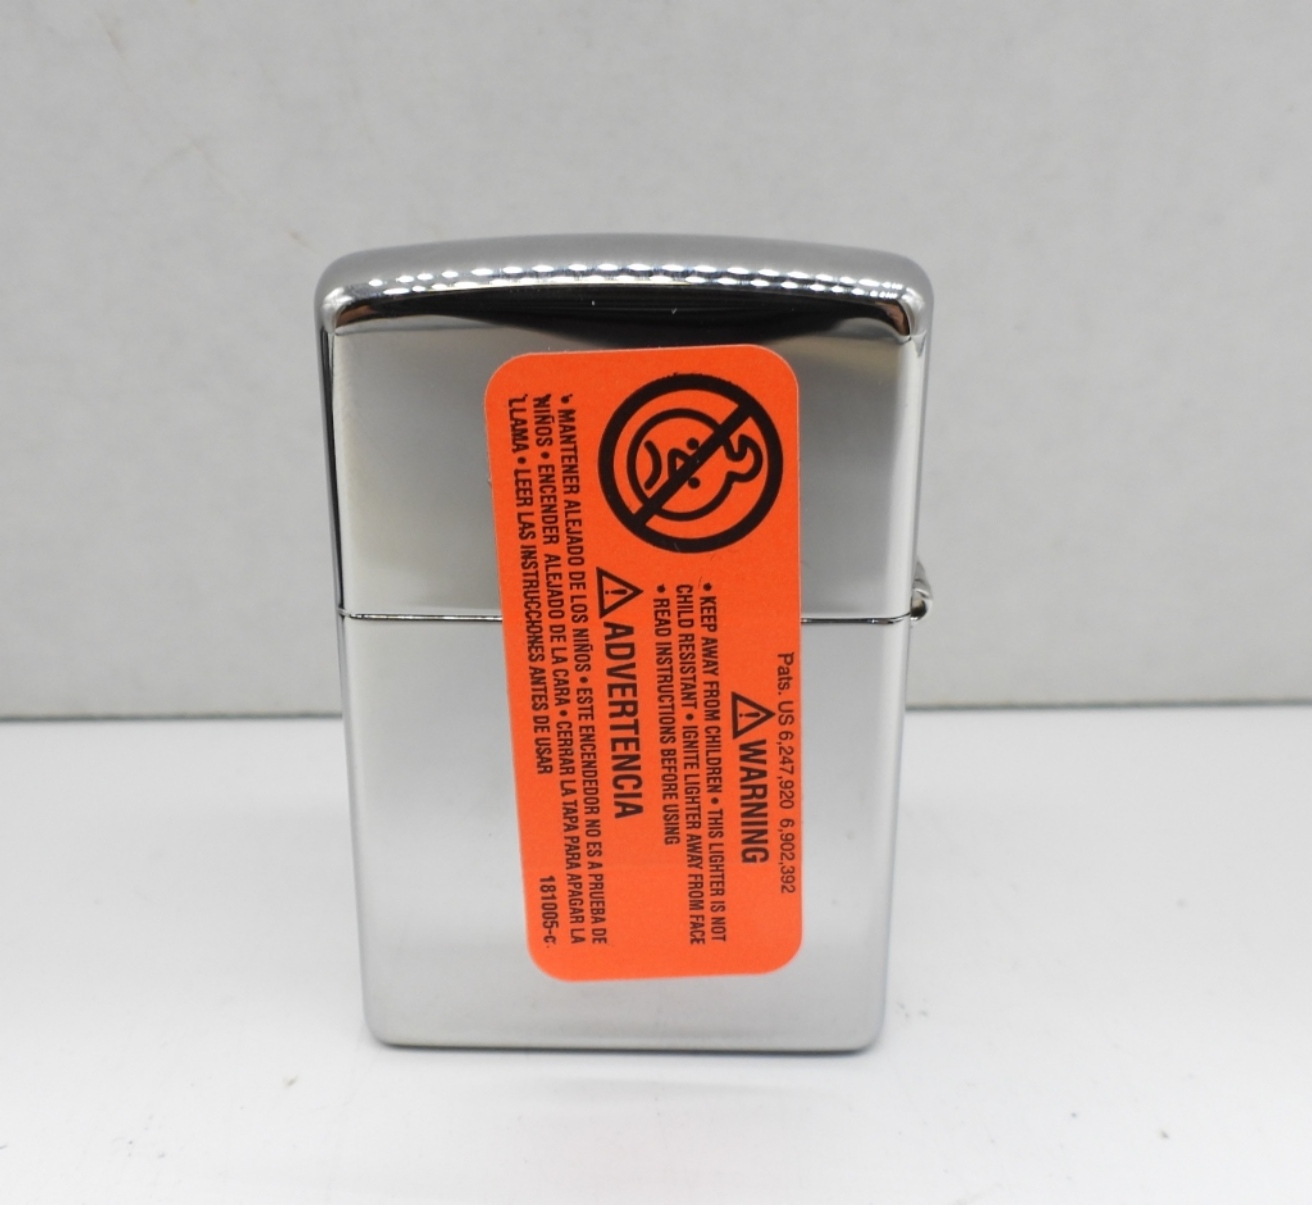 Pats. US 6,247,920 6,902,392
WARNING
• KEEP AWAY FROM CHILDREN • THIS LIGHTER IS NOT
CHILD RESISTANT • IGNITE LIGHTER AWAY FROM FACE
• READ INSTRUCTIONS BEFORE USING
ADVERTENCIA
• MANTENER ALEJADO DE LOS NIÑOS • ESTE ENCENDEDOR NO ES A PRUEBA DE
NIÑOS • ENCENDER ALEJADO DE LA CARA • CERRAR LA TAPA PARA APAGAR LA
LLAMA • LEER LAS INSTRUCCIONES ANTES DE USAR
181005-c